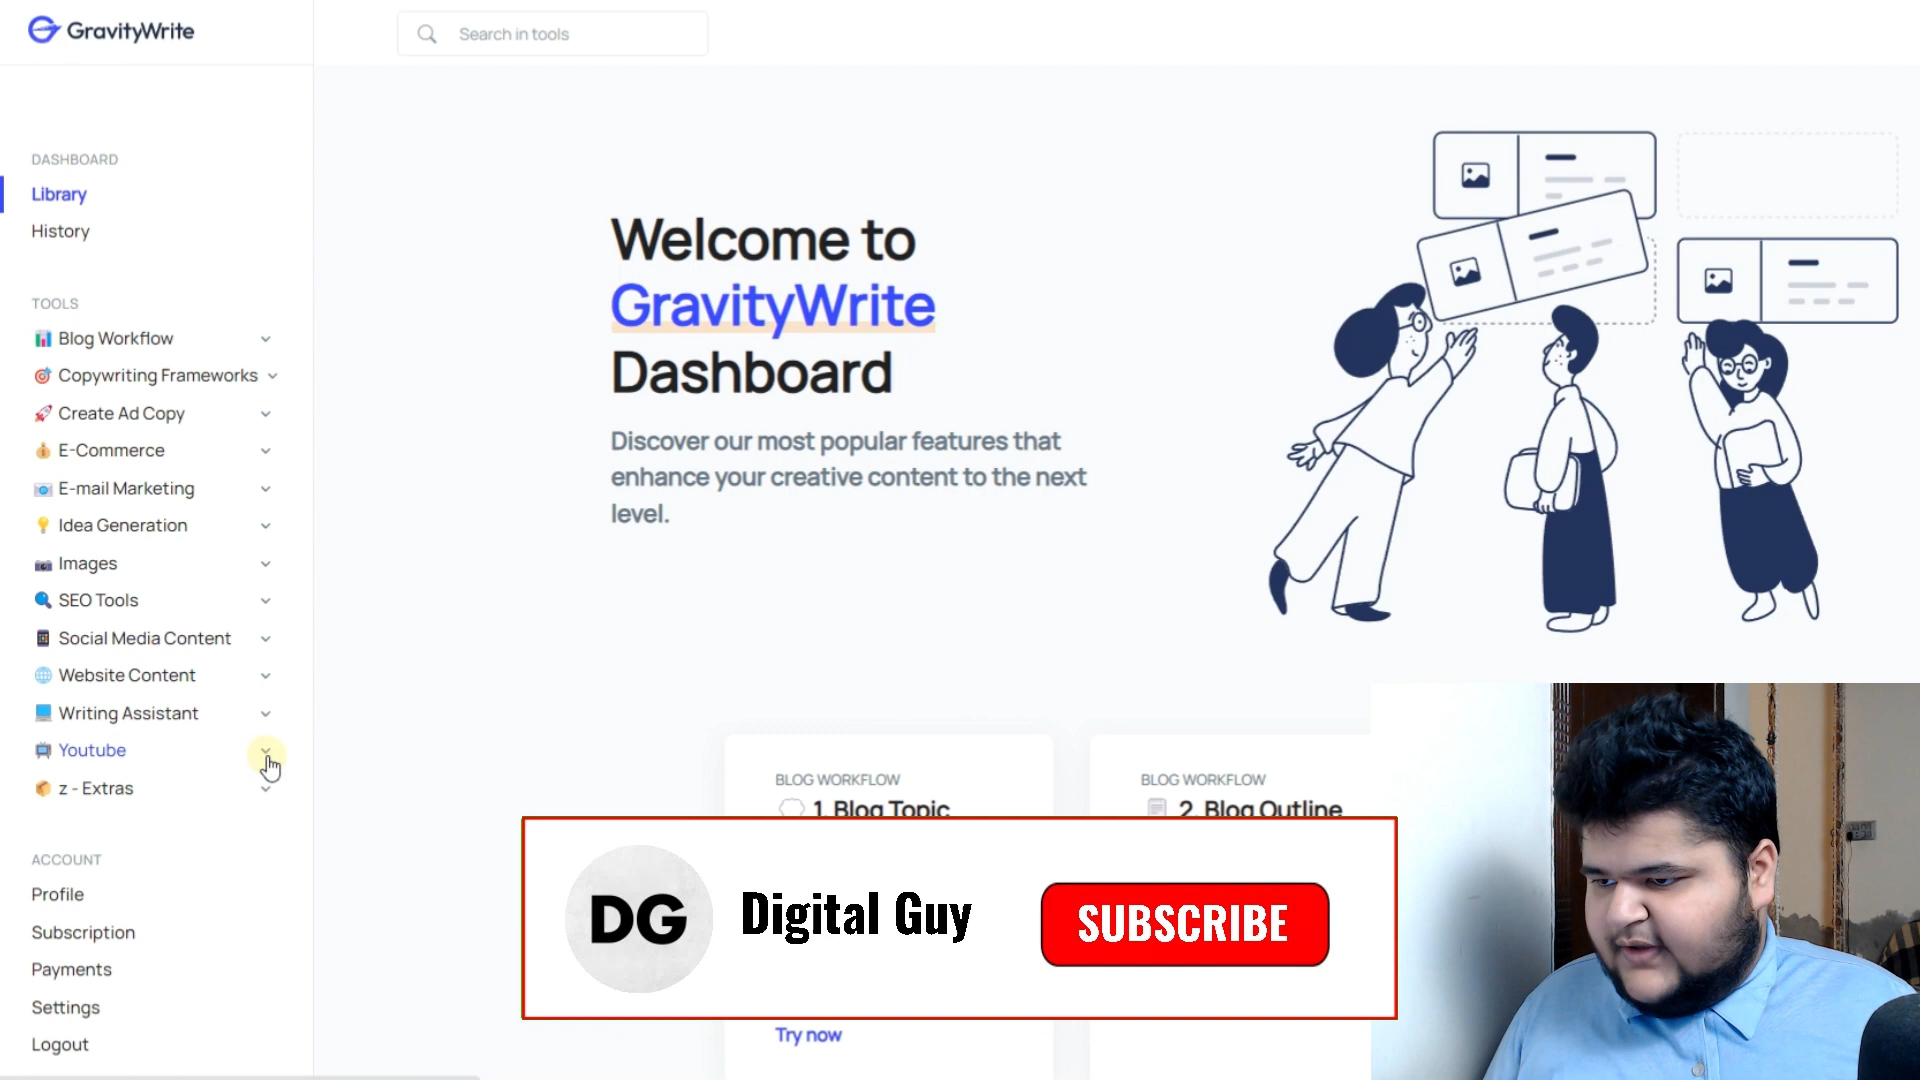 GravityWrite
Search in tools
DASHBOARD
Library
History
TOOLS
Blog Workflow
Copywriting Frameworks
Create Ad Copy
E-Commerce
E-mail Marketing
Idea Generation
Images
SEO Tools
Social Media Content
Website Content
Writing Assistant
Youtube
z - Extras
ACCOUNT
Profile
Subscription
Payments
Settings
Logout
Welcome to
GravityWrite
Dashboard
Discover our most popular features that
enhance your creative content to the next
level.
BLOG WORKFLOW
1. Blog Topic
BLOG WORKFLOW
2. Blog Outline
DG
Digital Guy
SUBSCRIBE
Try now